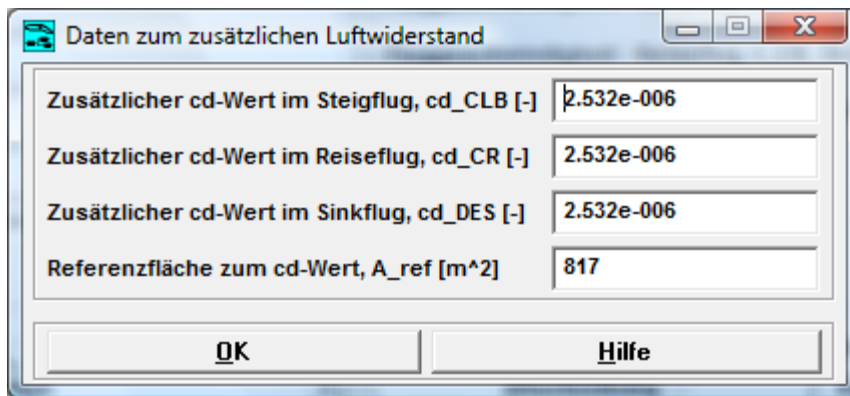 Daten zum zusätzlichen Luftwiderstand
Zusätzlicher cd-Wert im Steigflug, cd_CLB [-] 2.532e-006
Zusätzlicher cd-Wert im Reiseflug, cd_CR [-] 2.532e-006
Zusätzlicher cd-Wert im Sinkflug, cd_DES [-] 2.532e-006
Referenzfläche zum cd-Wert, A_ref [m^2] 817
OK Hilfe